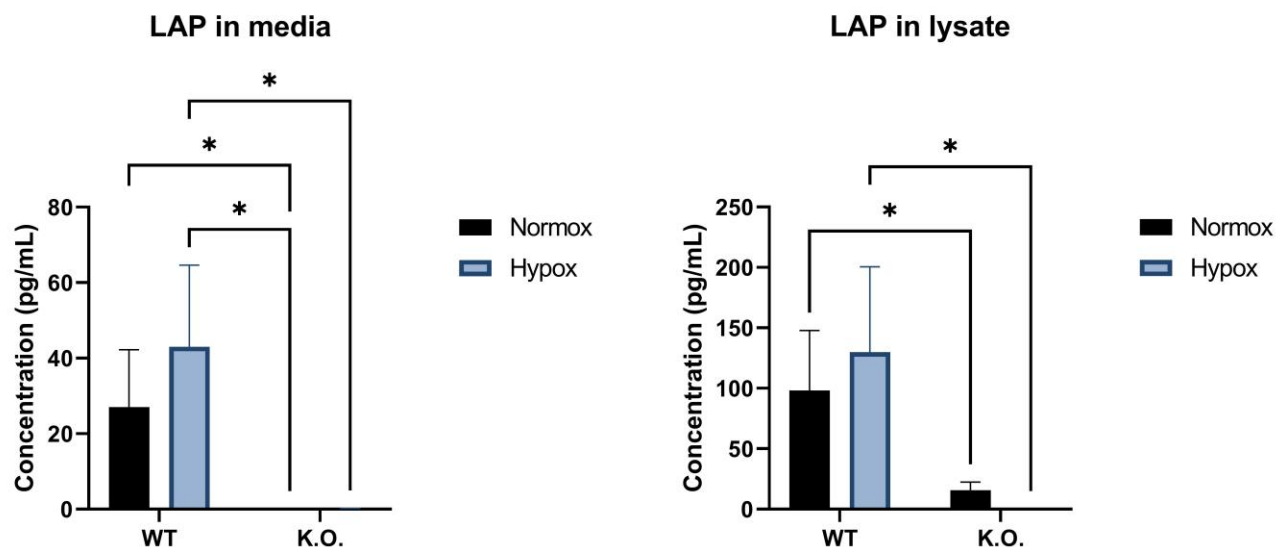 LAP in media
*
*
*
Concentration (pg/mL)
80
60
40
20
0
WT
K.O.
Normox
Hypox
LAP in lysate
*
*
Concentration (pg/mL)
250
200
150
100
50
0
WT
K.O.
Normox
Hypox